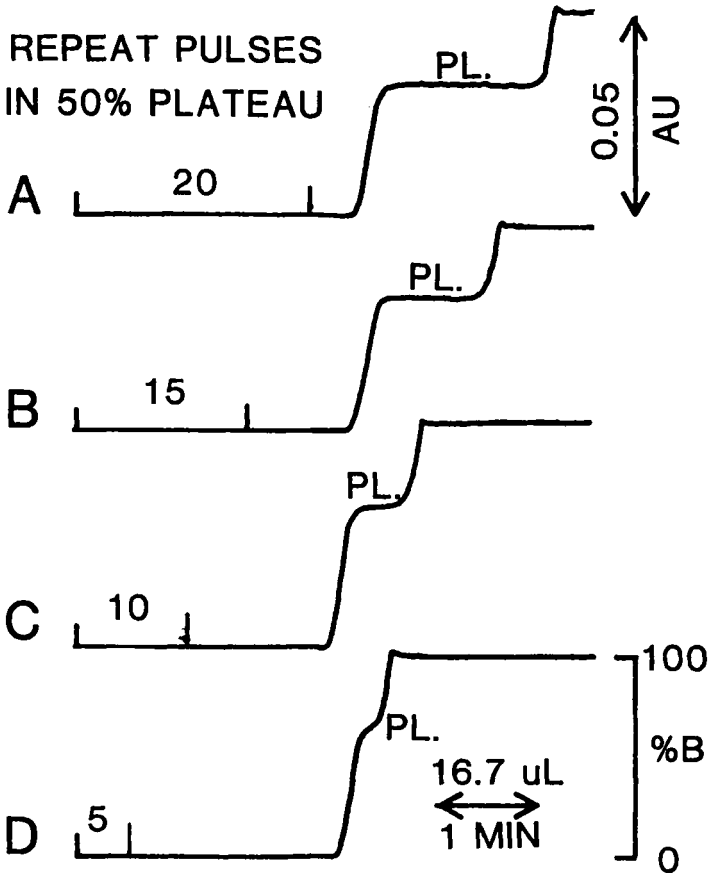 REPEAT PULSES
IN 50% PLATEAU
PL.
0.05
AU
A
20
PL.
B
15
PL.
C
10
PL.
D
5
16.7 uL
1 MIN
100
%B
0